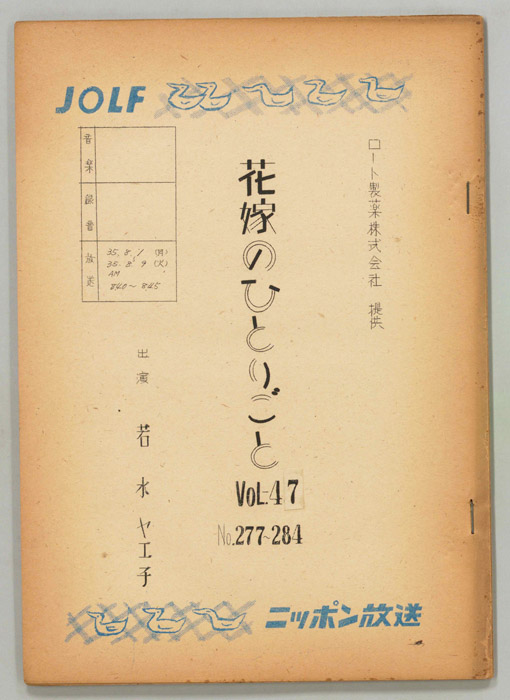 JOLF
ロート製薬株式会社 提供
花嫁のひとりごと
VOL.47
No.277~284
音楽
録音
放送
35.8.1 (月)
35.8.9 (火)
AM
8:40~8:45
出演 若水ヤエ子
ニッポン放送